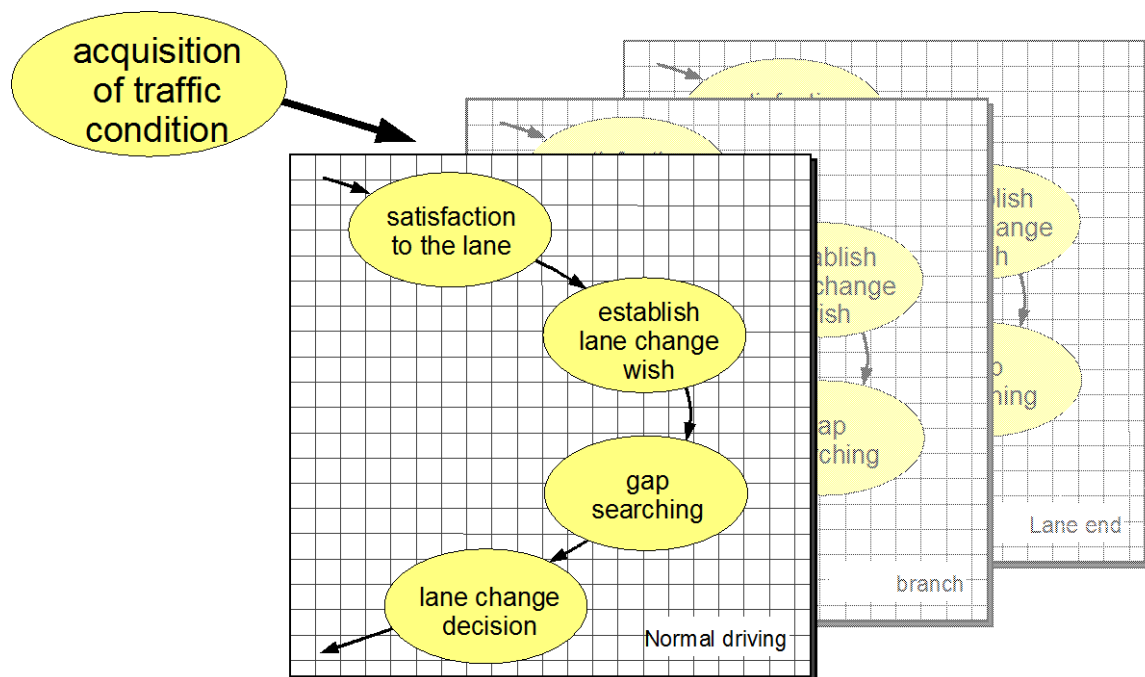 acquisition
of traffic
condition
satisfaction
to the lane
establish
lane change
wish
gap
searching
lane change
decision
Normal driving
change
branch
Lane end